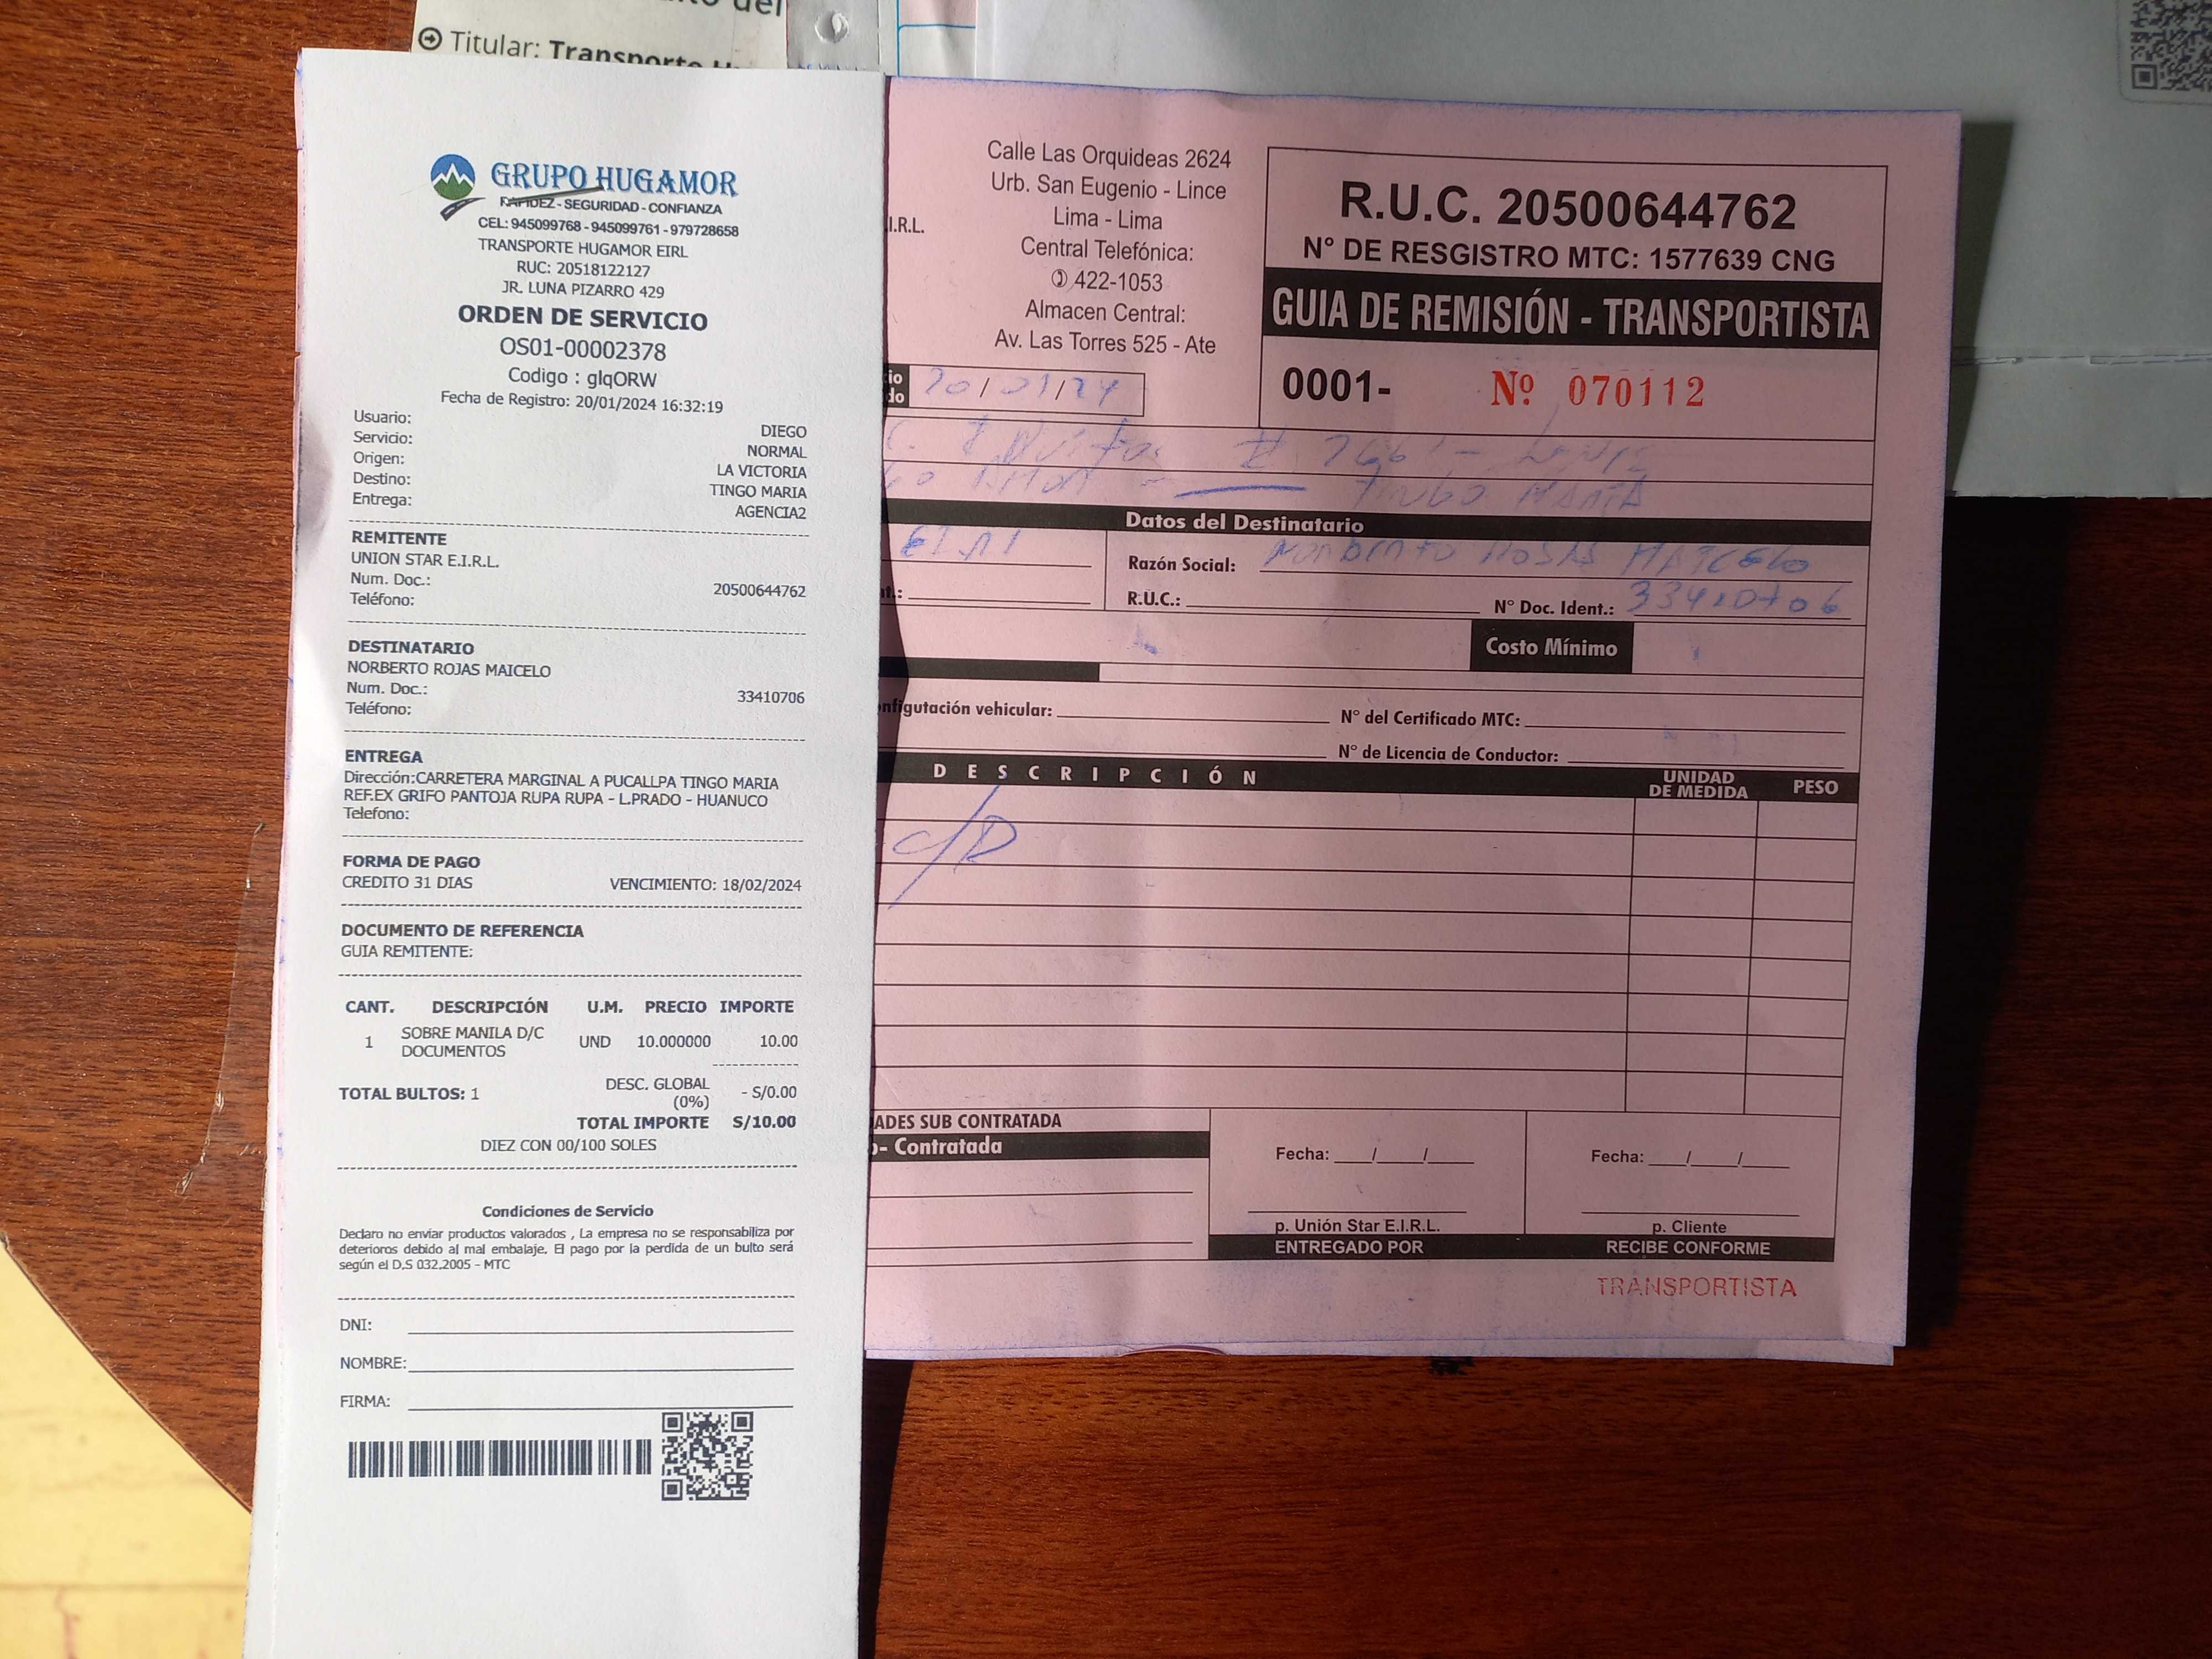 Titular: Transporte
GRUPO HUGAMOR
RAPIDEZ - SEGURIDAD - CONFIANZA
CEL: 945099768 - 945099761 - 979728658
TRANSPORTE HUGAMOR EIRL
RUC: 20518122127
JR. LUNA PIZARRO 429
ORDEN DE SERVICIO
OS01-00002378
Codigo : glqORW
Fecha de Registro: 20/01/2024 16:32:19
Usuario: DIEGO
Servicio: NORMAL
Origen: LA VICTORIA
Destino: TINGO MARIA
Entrega: AGENCIA2
REMITENTE
UNION STAR E.I.R.L.
Num. Doc.: 20500644762
Teléfono:
DESTINATARIO
NORBERTO ROJAS MAICELO
Num. Doc.: 33410706
Teléfono:
ENTREGA
Dirección:CARRETERA MARGINAL A PUCALLPA TINGO MARIA
REF.EX GRIFO PANTOJA RUPA RUPA - L.PRADO - HUANUCO
Telefono:
FORMA DE PAGO
CREDITO 31 DIAS VENCIMIENTO: 18/02/2024
DOCUMENTO DE REFERENCIA
GUIA REMITENTE:
CANT. DESCRIPCIÓN U.M. PRECIO IMPORTE
1 SOBRE MANILA D/C DOCUMENTOS UND 10.000000 10.00
TOTAL BULTOS: 1 DESC. GLOBAL (0%) - S/0.00
TOTAL IMPORTE S/10.00
DIEZ CON 00/100 SOLES
Condiciones de Servicio
Declaro no enviar productos valorados , La empresa no se responsabiliza por
deterioros debido al mal embalaje. El pago por la perdida de un bulto será
según el D.S 032.2005 - MTC
DNI:
NOMBRE:
FIRMA:
Calle Las Orquideas 2624
Urb. San Eugenio - Lince
Lima - Lima
Central Telefónica:
422-1053
Almacen Central:
Av. Las Torres 525 - Ate
.I.R.L.
R.U.C. 20500644762
N° DE RESGISTRO MTC: 1577639 CNG
GUIA DE REMISIÓN - TRANSPORTISTA
0001- Nº 070112
20/01/24
TINGO MARIA
Datos del Destinatario
Razón Social: NORBERTO ROJAS MAICELO
R.U.C.: N° Doc. Ident.: 33410706
Costo Mínimo
nfigutación vehicular: N° del Certificado MTC:
N° de Licencia de Conductor:
DESCRIPCIÓN UNIDAD DE MEDIDA PESO
C/D
ADES SUB CONTRATADA
- Contratada
Fecha: / / Fecha: / /
p. Unión Star E.I.R.L. p. Cliente
ENTREGADO POR RECIBE CONFORME
TRANSPORTISTA